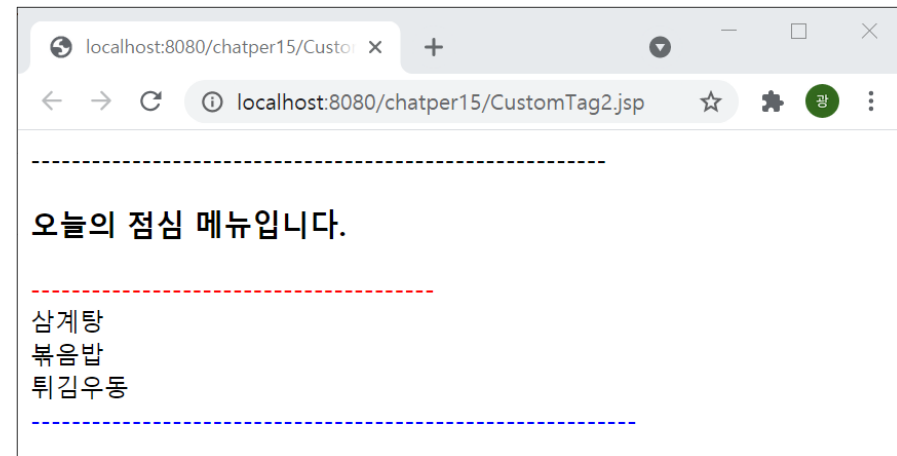 localhost:8080/chatper15/Custo
localhost:8080/chatper15/CustomTag2.jsp
광
---------------------------------------------------------
오늘의 점심 메뉴입니다.
----------------------------------------
삼계탕
볶음밥
튀김우동
------------------------------------------------------------